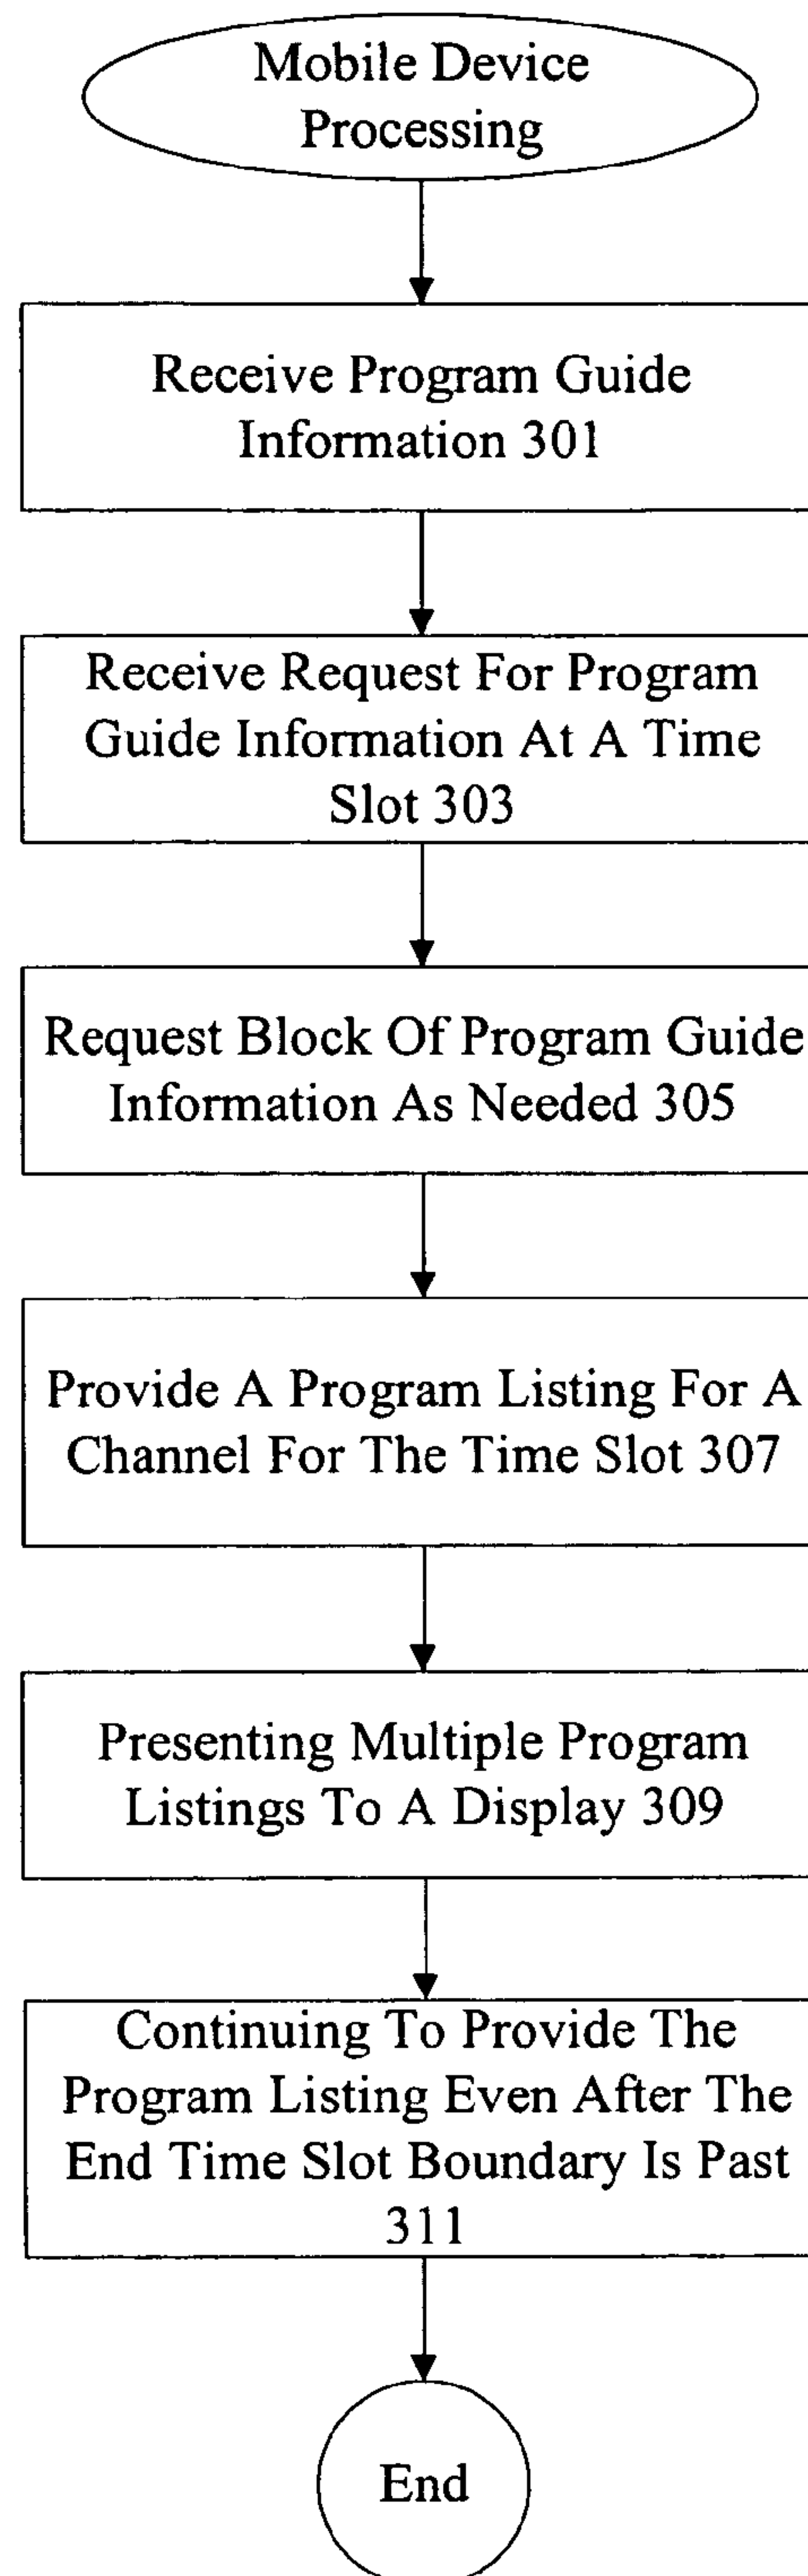 Mobile Device
Processing
Receive Program Guide
Information 301
Receive Request For Program
Guide Information At A Time
Slot 303
Request Block Of Program Guide
Information As Needed 305
Provide A Program Listing For A
Channel For The Time Slot 307
Presenting Multiple Program
Listings To A Display 309
Continuing To Provide The
Program Listing Even After The
End Time Slot Boundary Is Past
311
End